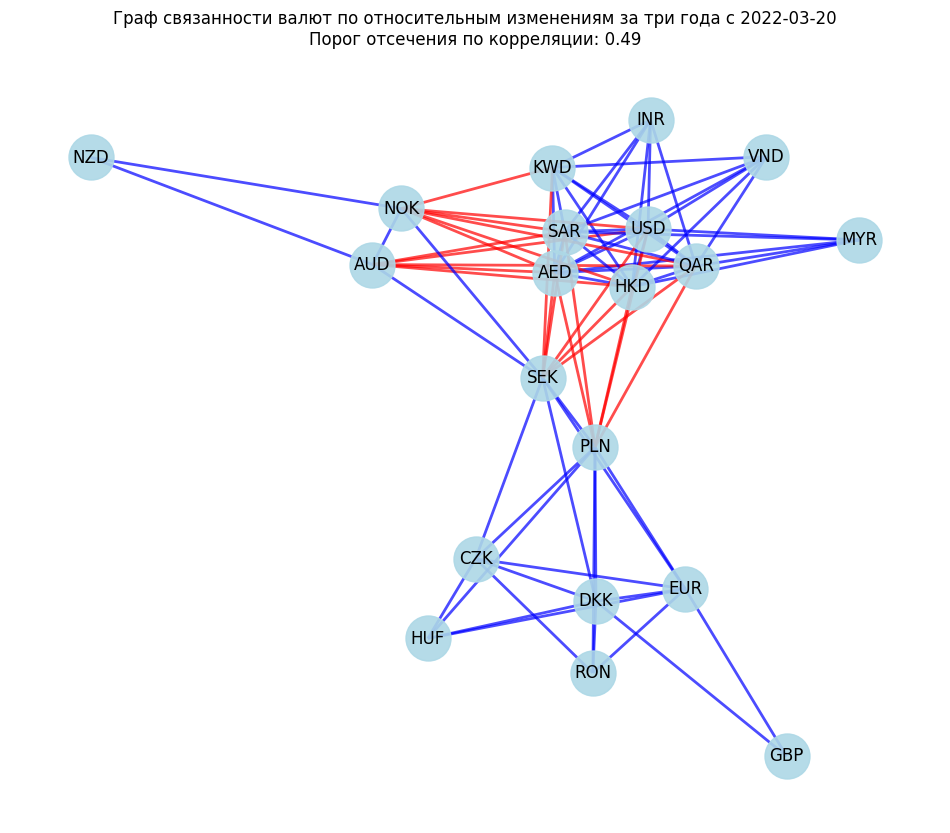 Граф связанности валют по относительным изменениям за три года с 2022-03-20
Порог отсечения по корреляции: 0.49
INR
NZD
VND
KWD
NOK
SAR
USD
MYR
AUD
AED
QAR
HKD
SEK
PLN
CZK
EUR
DKK
HUF
RON
GBP